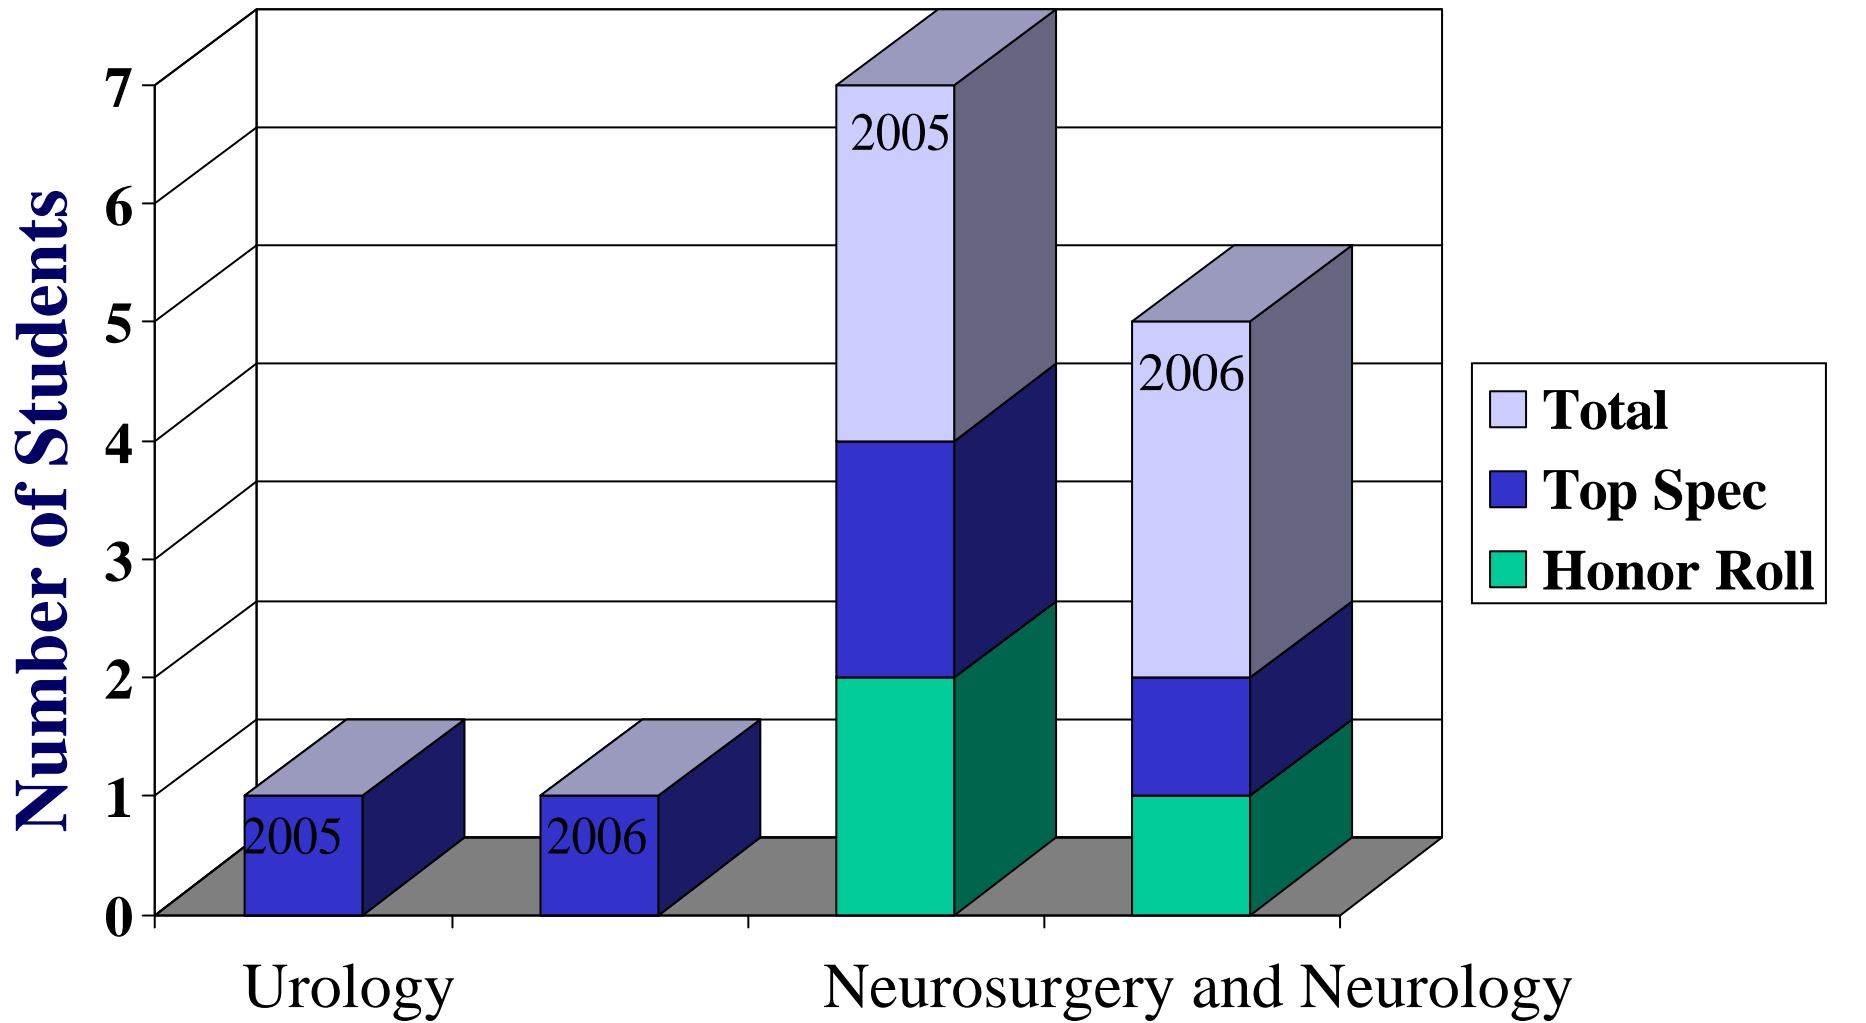 Number of Students
7
6
5
4
3
2
1
0
2005
2006
2005
2006
Urology
Neurosurgery and Neurology
Total
Top Spec
Honor Roll